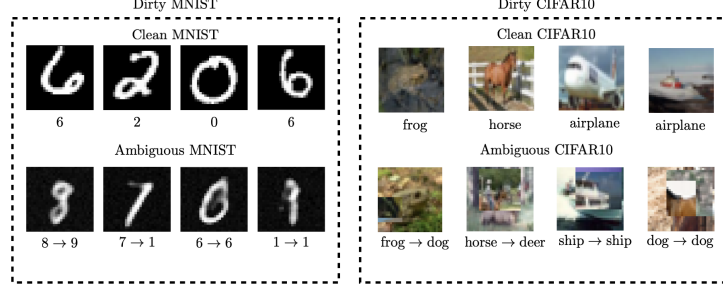 Dirty MNIST
Clean MNIST
6 2 0 6
Ambiguous MNIST
8 → 9 7 → 1 6 → 6 1 → 1
Dirty CIFAR10
Clean CIFAR10
frog horse airplane airplane
Ambiguous CIFAR10
frog → dog horse → deer ship → ship dog → dog